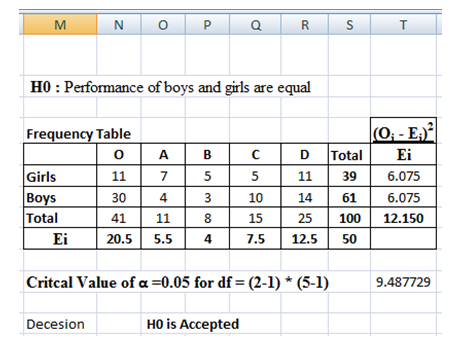 M N O P Q R S T
H0 : Performance of boys and girls are equal
Frequency Table (Oᵢ - Eᵢ)²
O A B C D Total Ei
Girls 11 7 5 5 11 39 6.075
Boys 30 4 3 10 14 61 6.075
Total 41 11 8 15 25 100 12.150
Ei 20.5 5.5 4 7.5 12.5 50
Critcal Value of α =0.05 for df = (2-1) * (5-1) 9.487729
Decesion H0 is Accepted